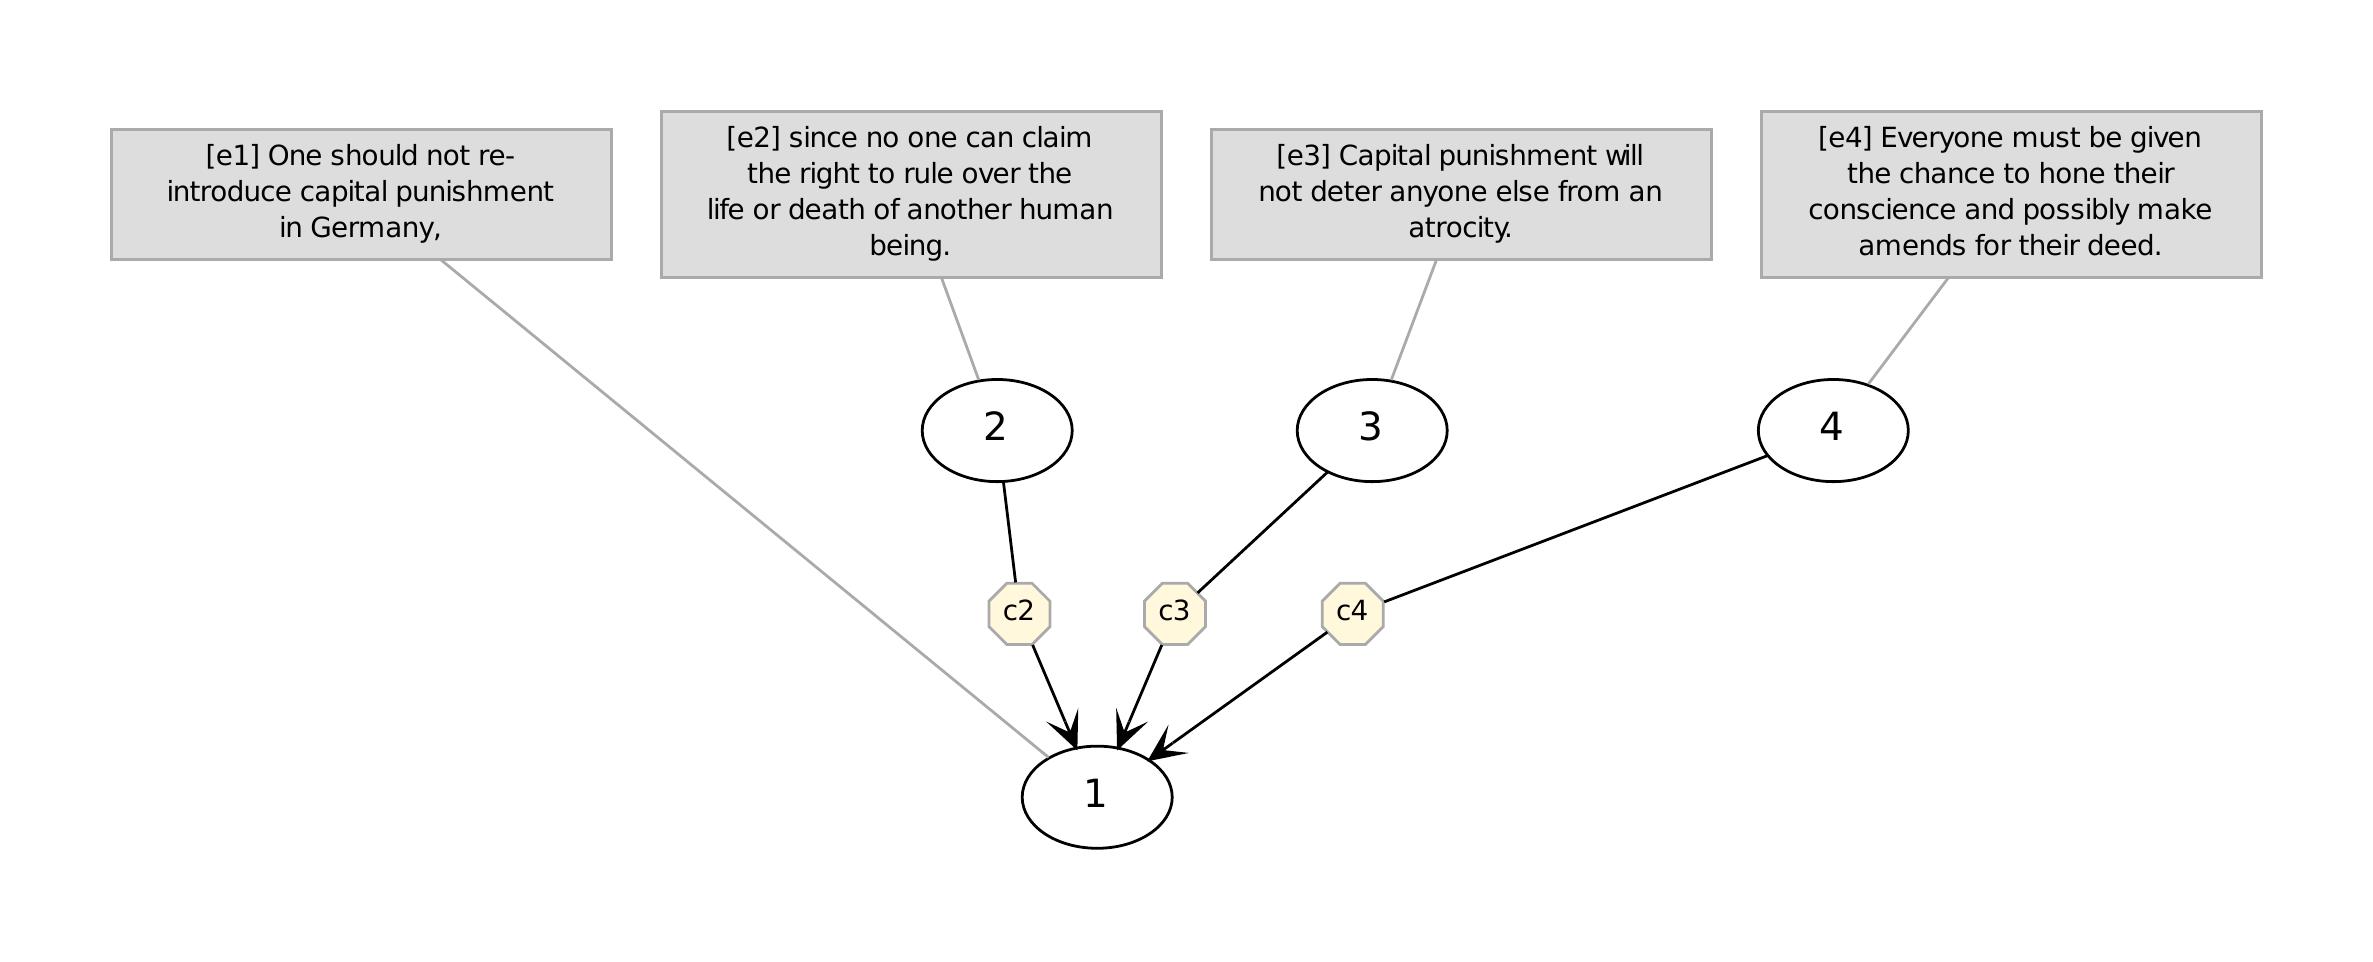 [e1] One should not re-
introduce capital punishment
in Germany,
[e2] since no one can claim
the right to rule over the
life or death of another human
being.
[e3] Capital punishment will
not deter anyone else from an
atrocity.
[e4] Everyone must be given
the chance to hone their
conscience and possibly make
amends for their deed.
2
3
4
c2
c3
c4
1